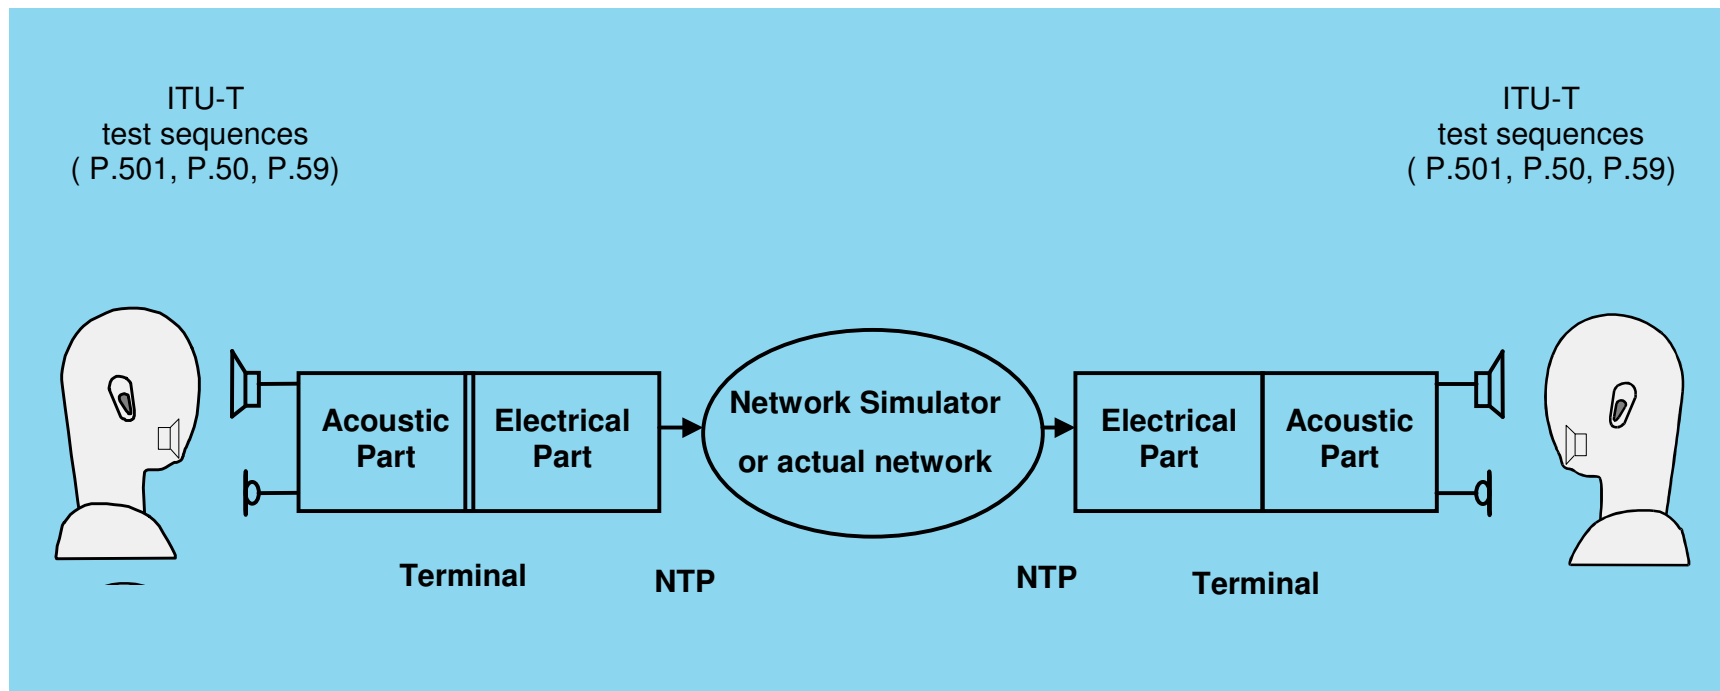 ITU-T
test sequences
( P.501, P.50, P.59)
ITU-T
test sequences
( P.501, P.50, P.59)
Acoustic
Part
Electrical
Part
Network Simulator
or actual network
Electrical
Part
Acoustic
Part
Terminal
NTP
NTP
Terminal